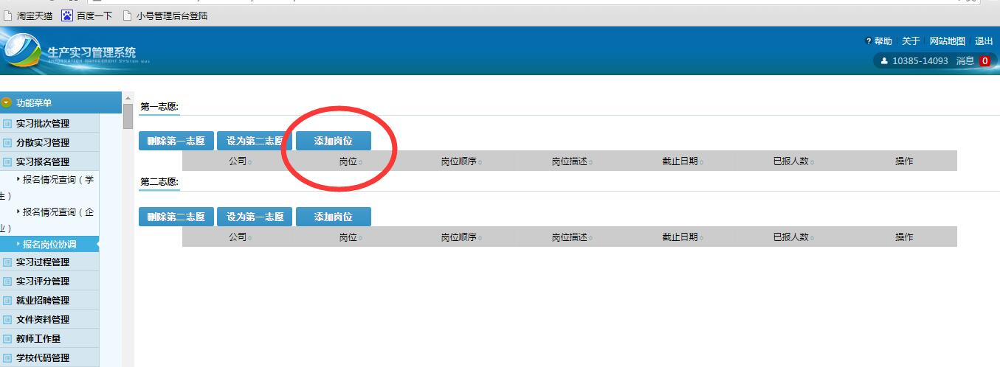 淘宝天猫 百度一下 小号管理后台登陆
生产实习管理系统
? 帮助 关于 网站地图 退出
10385-14093 消息 0
功能菜单
实习批次管理
分散实习管理
实习报名管理
报名情况查询（学
生）
报名情况查询（企
业）
报名岗位协调
实习过程管理
实习评分管理
就业招聘管理
文件资料管理
教师工作量
学校代码管理
第一志愿:
删除第一志愿 设为第二志愿 添加岗位
公司 岗位 岗位顺序 岗位描述 截止日期 已报人数 操作
第二志愿:
删除第二志愿 设为第一志愿 添加岗位
公司 岗位 岗位顺序 岗位描述 截止日期 已报人数 操作